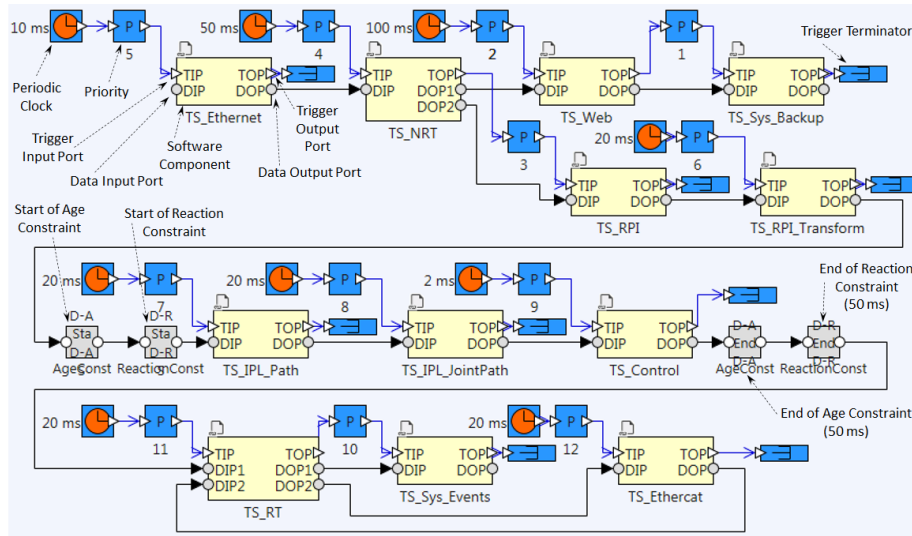 10 ms P 50 ms P 100 ms P P Trigger Terminator
5 4 2 1
Periodic Clock
Priority
TIP TOP TIP TOP TIP TOP TIP TOP
DIP DOP DIP DOP1 DIP DOP DIP DOP
DOP2
TS_Ethernet TS_NRT TS_Web TS_Sys_Backup
Trigger Input Port
Software Component
Trigger Output Port
Data Input Port
Data Output Port
P 20 ms P
3 6
TIP TOP TIP TOP
DIP DOP DIP DOP
TS_RPI TS_RPI_Transform
Start of Age Constraint
Start of Reaction Constraint
20 ms P 20 ms P 2 ms P
7 8 9
End of Reaction Constraint (50 ms)
D-A D-R TIP TOP TIP TOP TIP TOP D-A D-R
Sta Sta DIP DOP DIP DOP DIP DOP End End
D-A D-R D-A D-R
AgeConst ReactionConst TS_IPL_Path TS_IPL_JointPath TS_Control AgeConst ReactionConst
End of Age Constraint (50 ms)
20 ms P P 20 ms P
11 10 12
TIP TOP TIP TOP TIP TOP
DIP1 DOP1 DIP DOP DIP DOP
DIP2 DOP2
TS_RT TS_Sys_Events TS_Ethercat